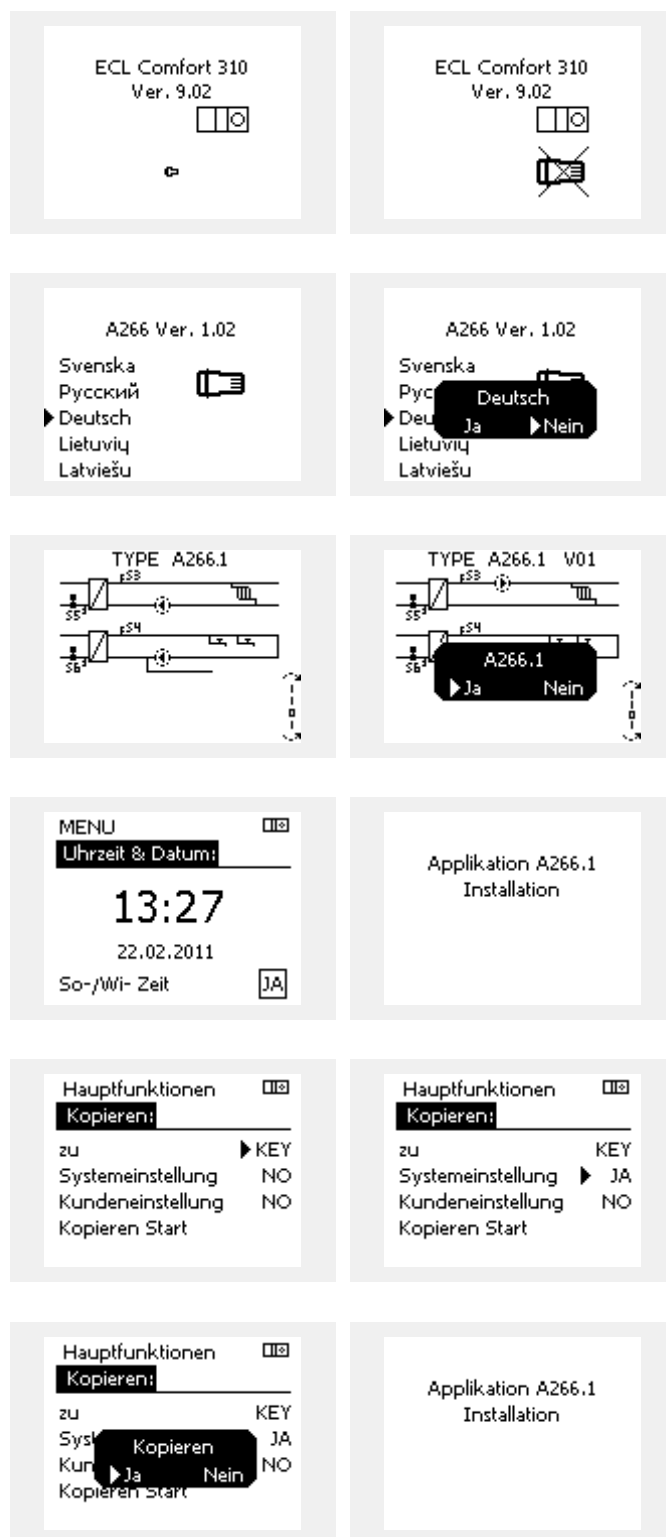 ECL Comfort 310
Ver. 9.02
ECL Comfort 310
Ver. 9.02
A266 Ver. 1.02
Svenska
Русский
Deutsch
Lietuvių
Latviešu
A266 Ver. 1.02
Svenska
Рус
Deu
Lietuvių
Latviešu
Deutsch
Ja Nein
TYPE A266.1
S3
S5
S4
S6
TYPE A266.1 V01
S3
S5
S4
S6
A266.1
Ja Nein
MENU
Uhrzeit & Datum:
13:27
22.02.2011
So-/Wi- Zeit JA
Applikation A266.1
Installation
Hauptfunktionen
Kopieren:
zu KEY
Systemeinstellung NO
Kundeneinstellung NO
Kopieren Start
Hauptfunktionen
Kopieren:
zu KEY
Systemeinstellung JA
Kundeneinstellung NO
Kopieren Start
Hauptfunktionen
Kopieren:
zu KEY
Syst JA
Kun NO
Kopieren Start
Kopieren
Ja Nein
Applikation A266.1
Installation